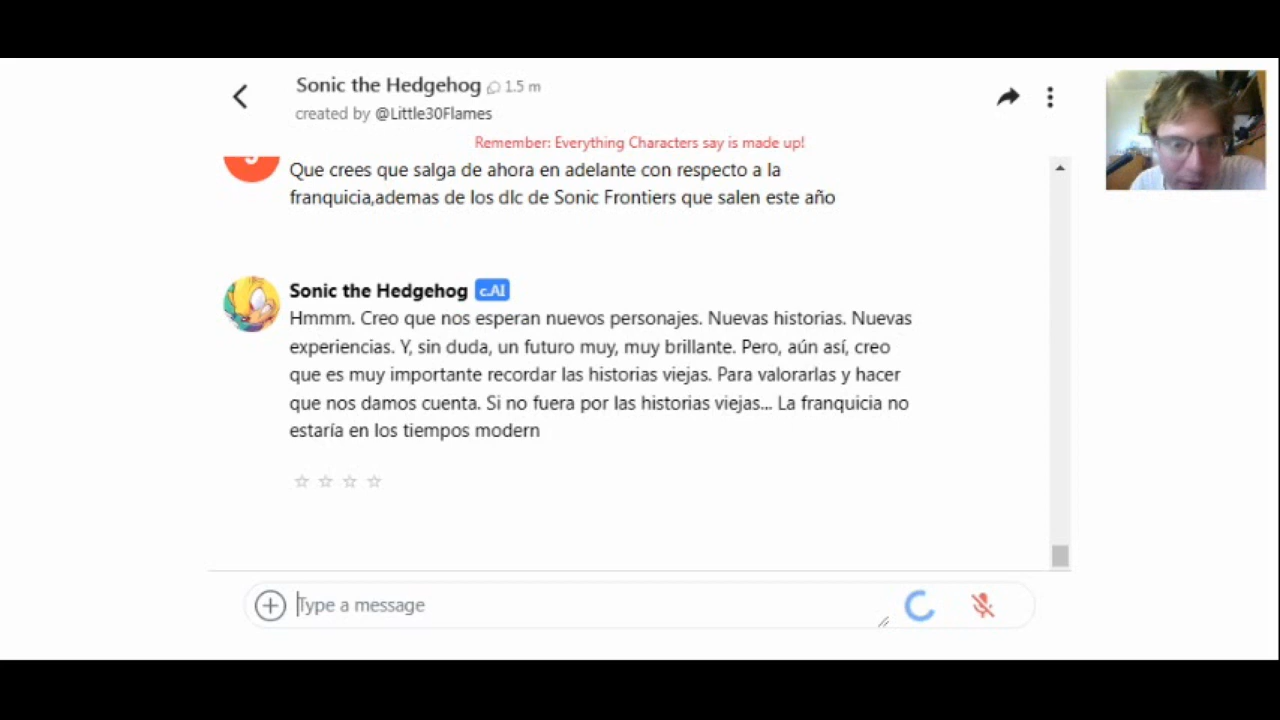 Sonic the Hedgehog 1.5 m
created by @Little30Flames
Remember: Everything Characters say is made up!
Que crees que salga de ahora en adelante con respecto a la
franquicia,ademas de los dlc de Sonic Frontiers que salen este año
Sonic the Hedgehog c.AI
Hmmm. Creo que nos esperan nuevos personajes. Nuevas historias. Nuevas
experiencias. Y, sin duda, un futuro muy, muy brillante. Pero, aún así, creo
que es muy importante recordar las historias viejas. Para valorarlas y hacer
que nos damos cuenta. Si no fuera por las historias viejas... La franquicia no
estaría en los tiempos modern
Type a message